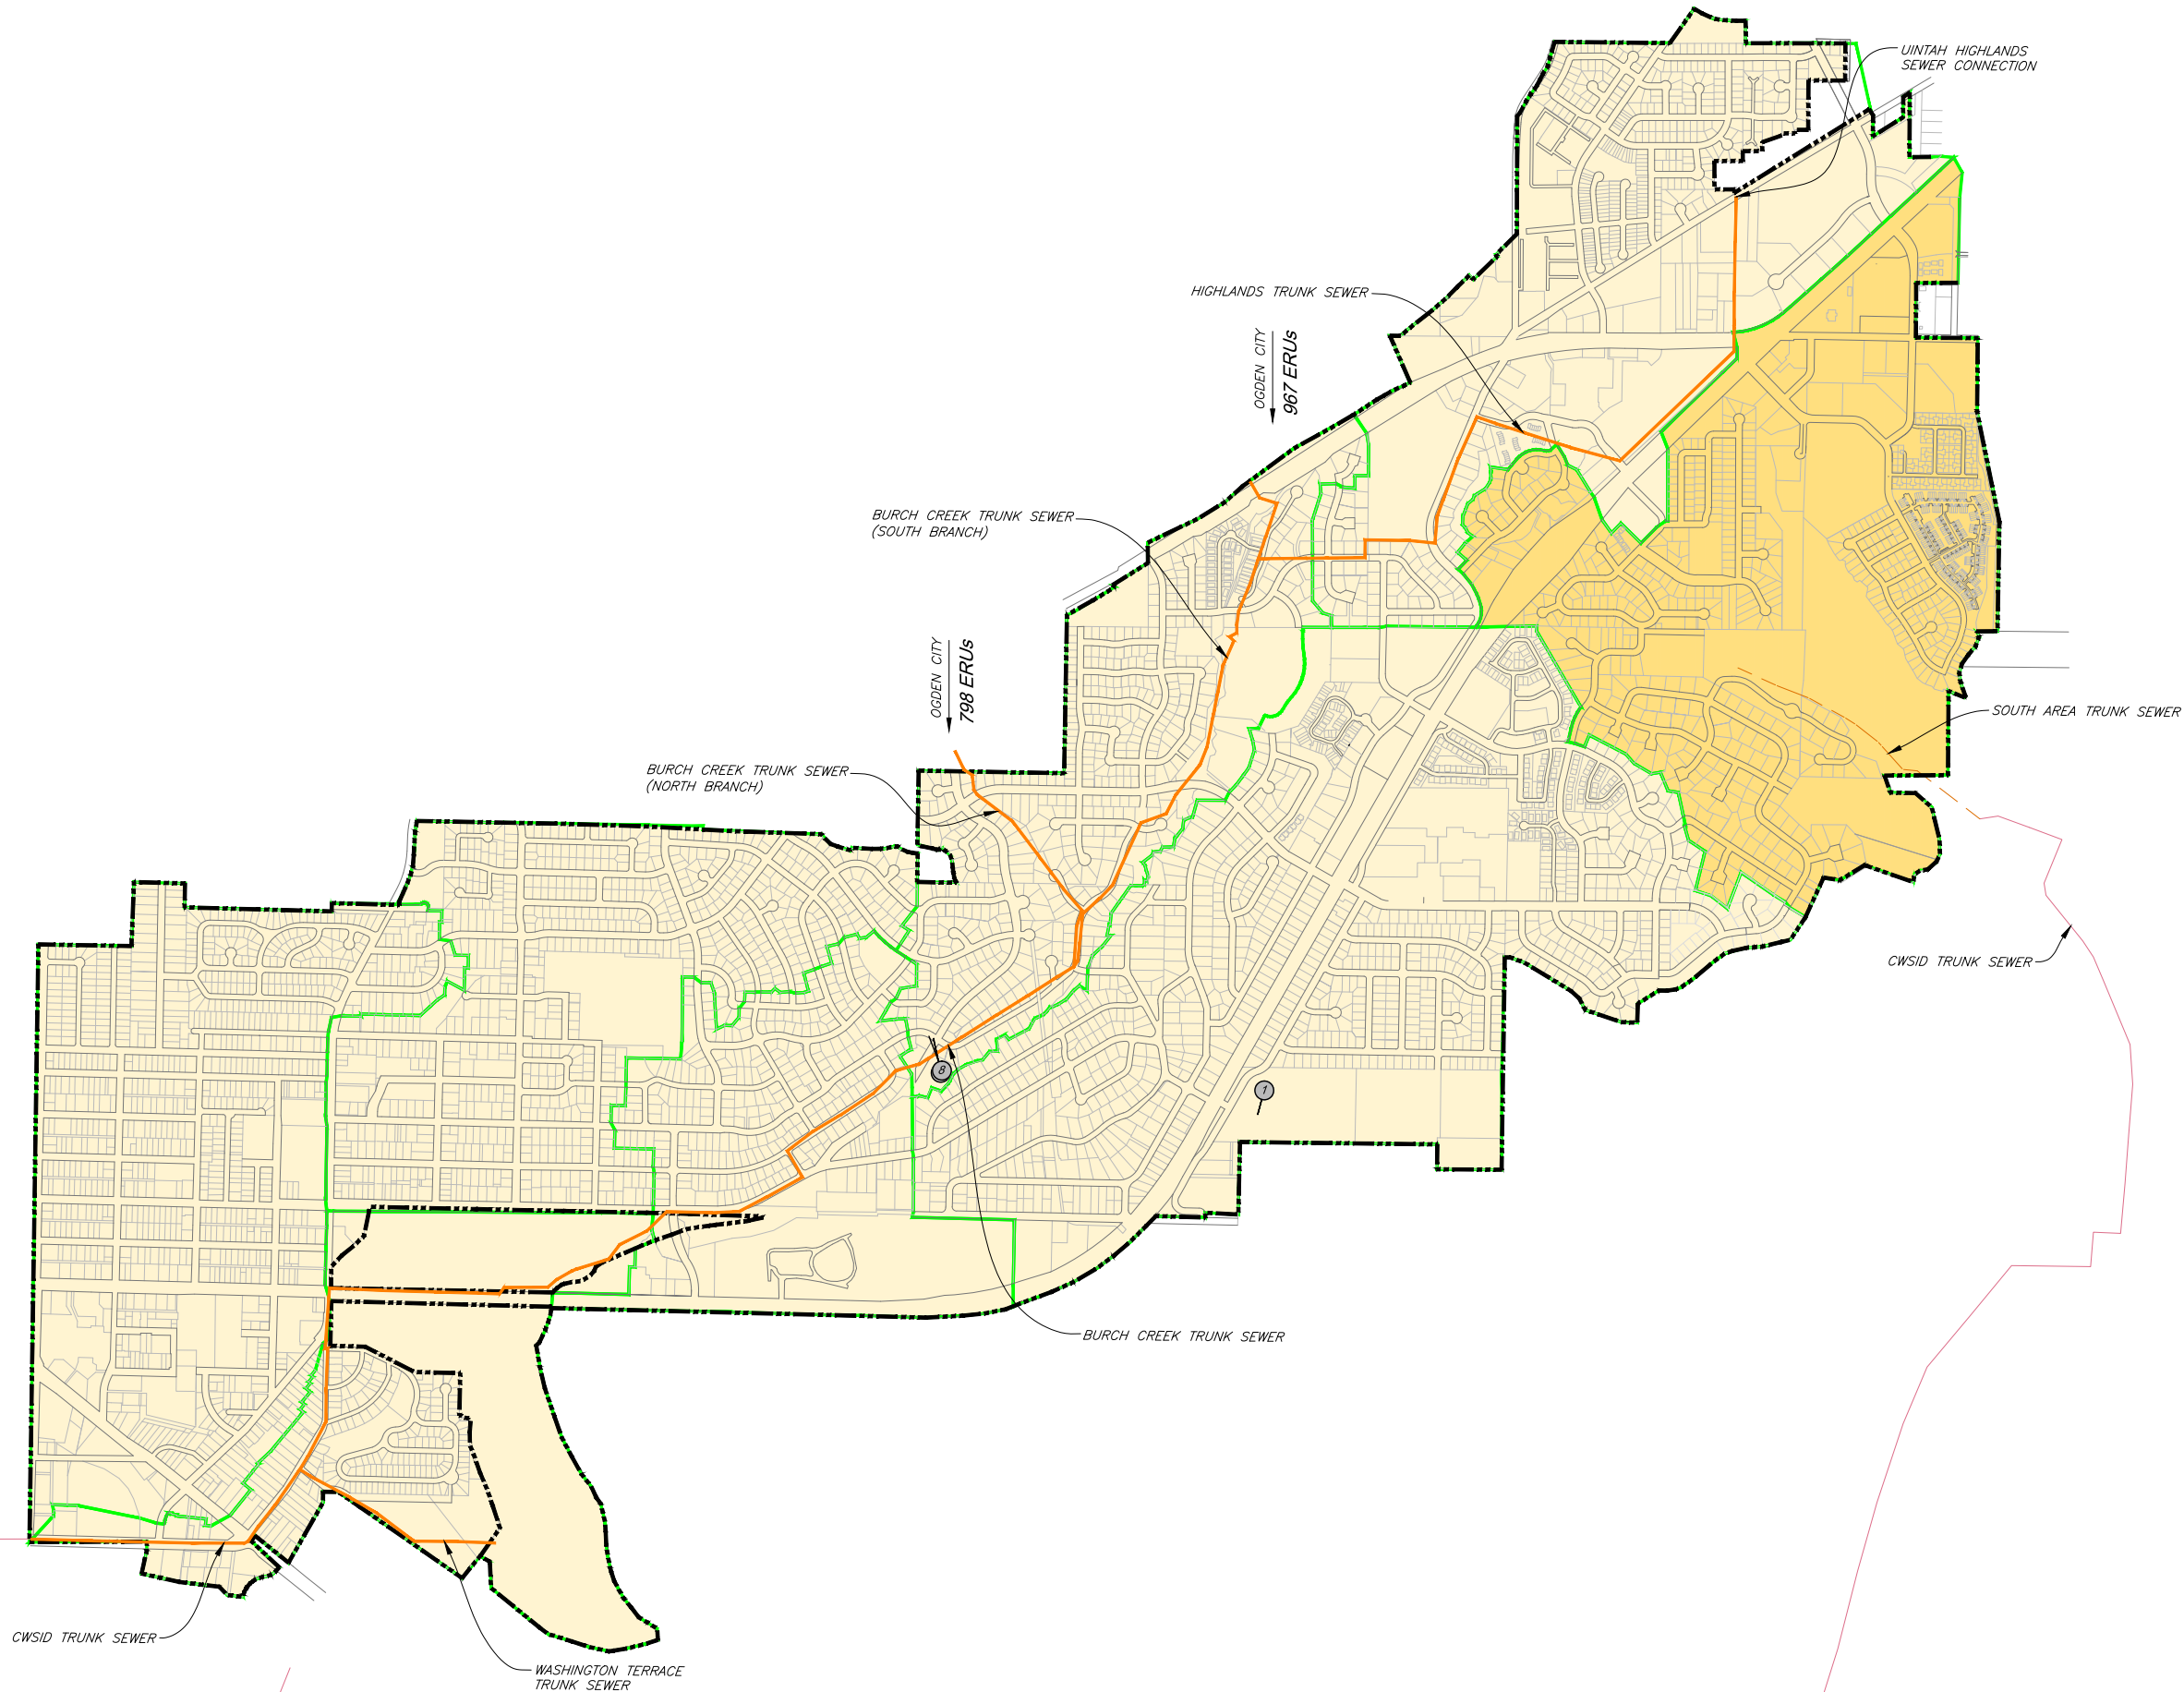 UINTAH HIGHLANDS
SEWER CONNECTION
HIGHLANDS TRUNK SEWER
OGDEN CITY
967 ERUs
BURCH CREEK TRUNK SEWER
(SOUTH BRANCH)
OGDEN CITY
798 ERUs
SOUTH AREA TRUNK SEWER
BURCH CREEK TRUNK SEWER
(NORTH BRANCH)
CWSID TRUNK SEWER
8
1
BURCH CREEK TRUNK SEWER
CWSID TRUNK SEWER
WASHINGTON TERRACE
TRUNK SEWER